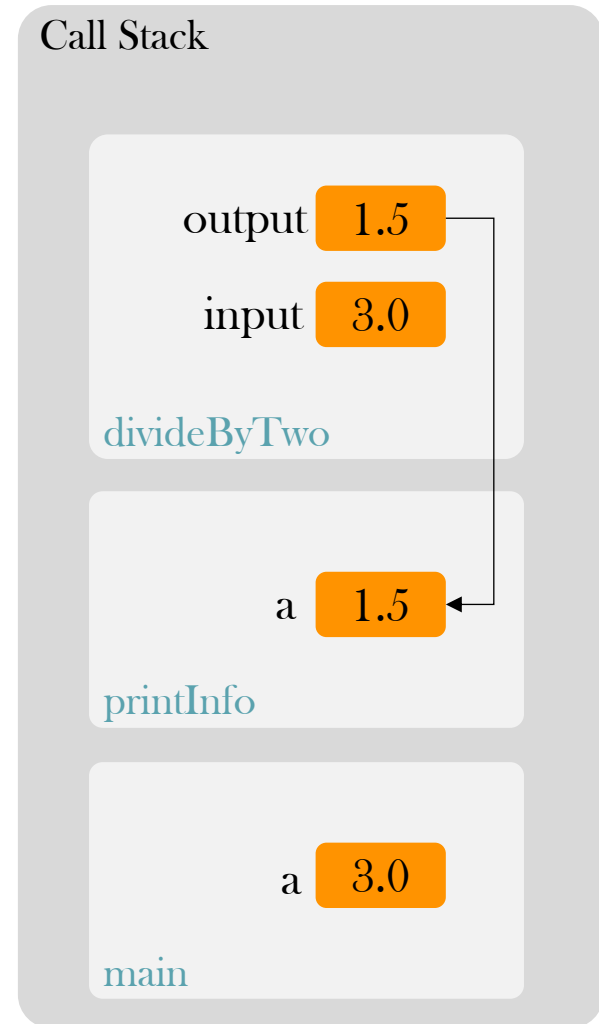 Call Stack
output 1.5
input 3.0
divideByTwo
a 1.5
printInfo
a 3.0
main